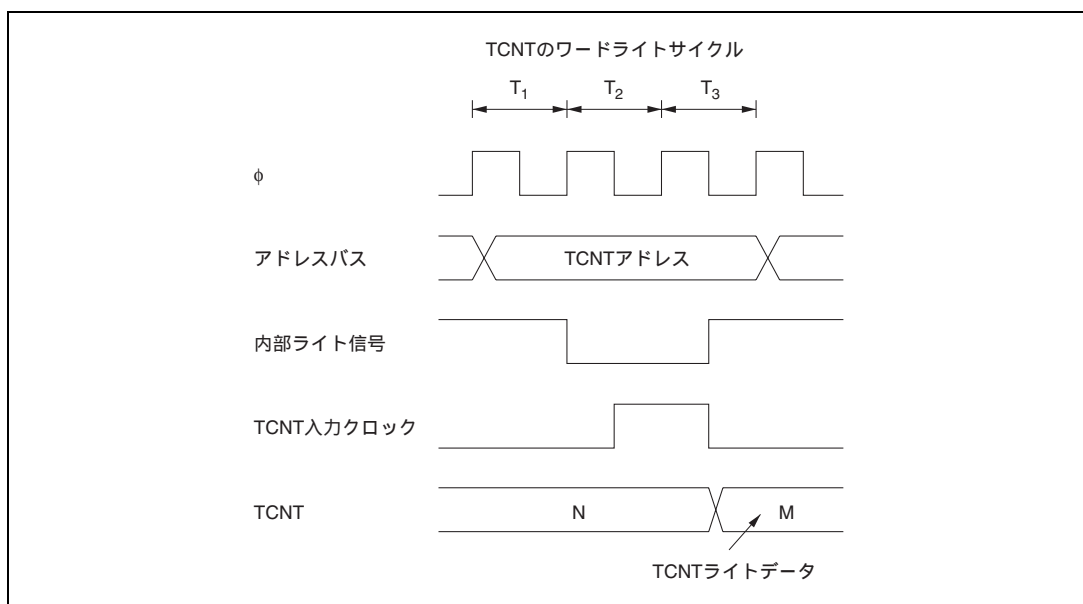 TCNTのワードライトサイクル
T1 T2 T3
φ
アドレスバス TCNTアドレス
内部ライト信号
TCNT入力クロック
TCNT N M
TCNTライトデータ